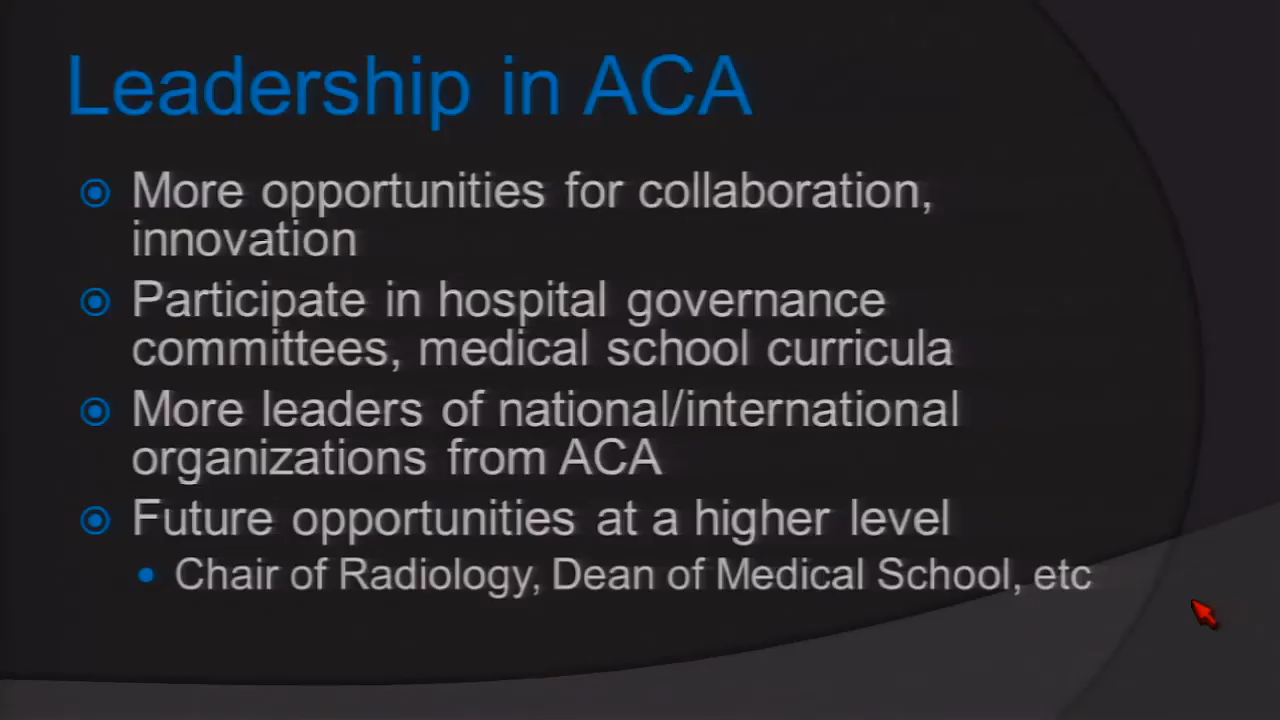 Leadership in ACA
More opportunities for collaboration,
innovation
Participate in hospital governance
committees, medical school curricula
More leaders of national/international
organizations from ACA
Future opportunities at a higher level
Chair of Radiology, Dean of Medical School, etc